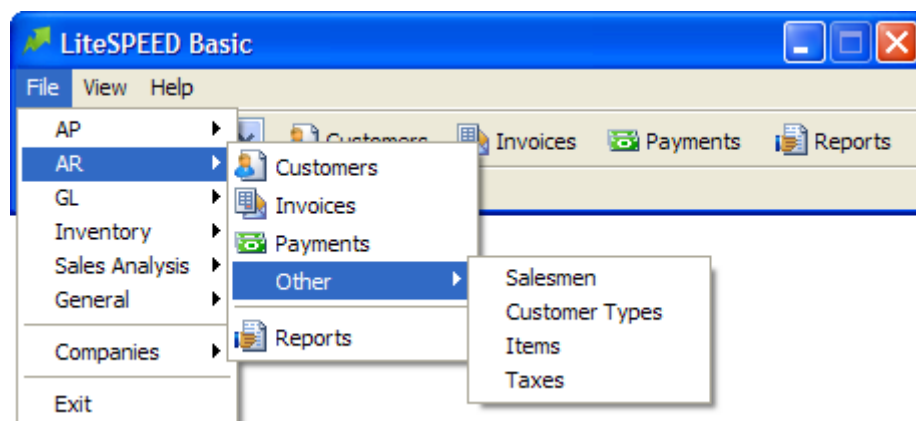 LiteSPEED Basic
File View Help
Customers Invoices Payments Reports
AP
AR
GL
Inventory
Sales Analysis
General
Companies
Exit
Customers
Invoices
Payments
Other
Reports
Salesmen
Customer Types
Items
Taxes